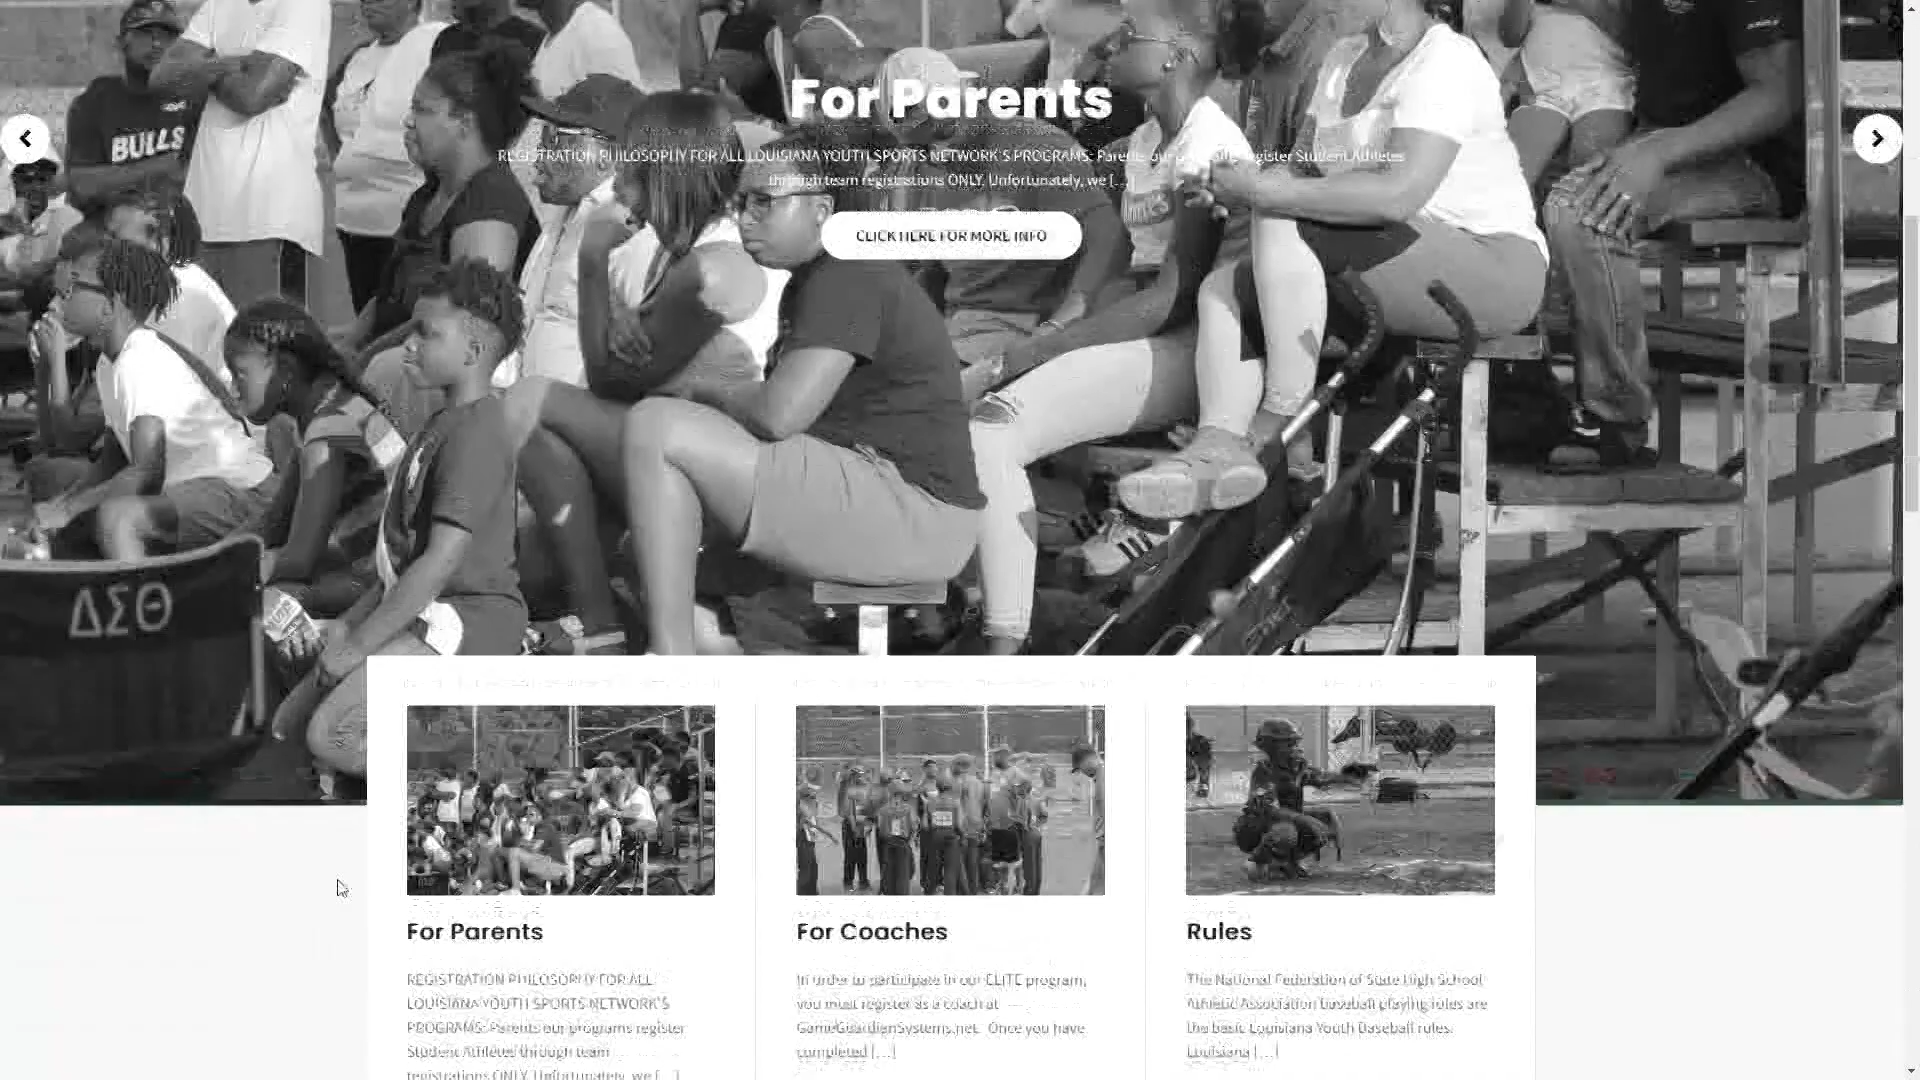 For Parents
BULLS
REGISTRATION PHILOSOPHY FOR ALL LOUISIANA YOUTH SPORTS NETWORK'S PROGRAMS: Parents our register Student Athletes
through team registrations ONLY. Unfortunately, we [...]
CLICK HERE FOR MORE INFO
ΔΣΘ
For Parents
REGISTRATION PHILOSOPHY FOR ALL
LOUISIANA YOUTH SPORTS NETWORK'S
PROGRAMS: Parents our programs register
Student Athletes through team
registrations ONLY. Unfortunately, we [...]
For Coaches
In order to participate in our ELITE program,
you must register as a coach at
GameGuardianSystems.net. Once you have
completed [...]
Rules
The National Federation of State High School
Athletic Association baseball playing rules are
the basic Louisiana Youth Baseball rules.
Louisiana [...]